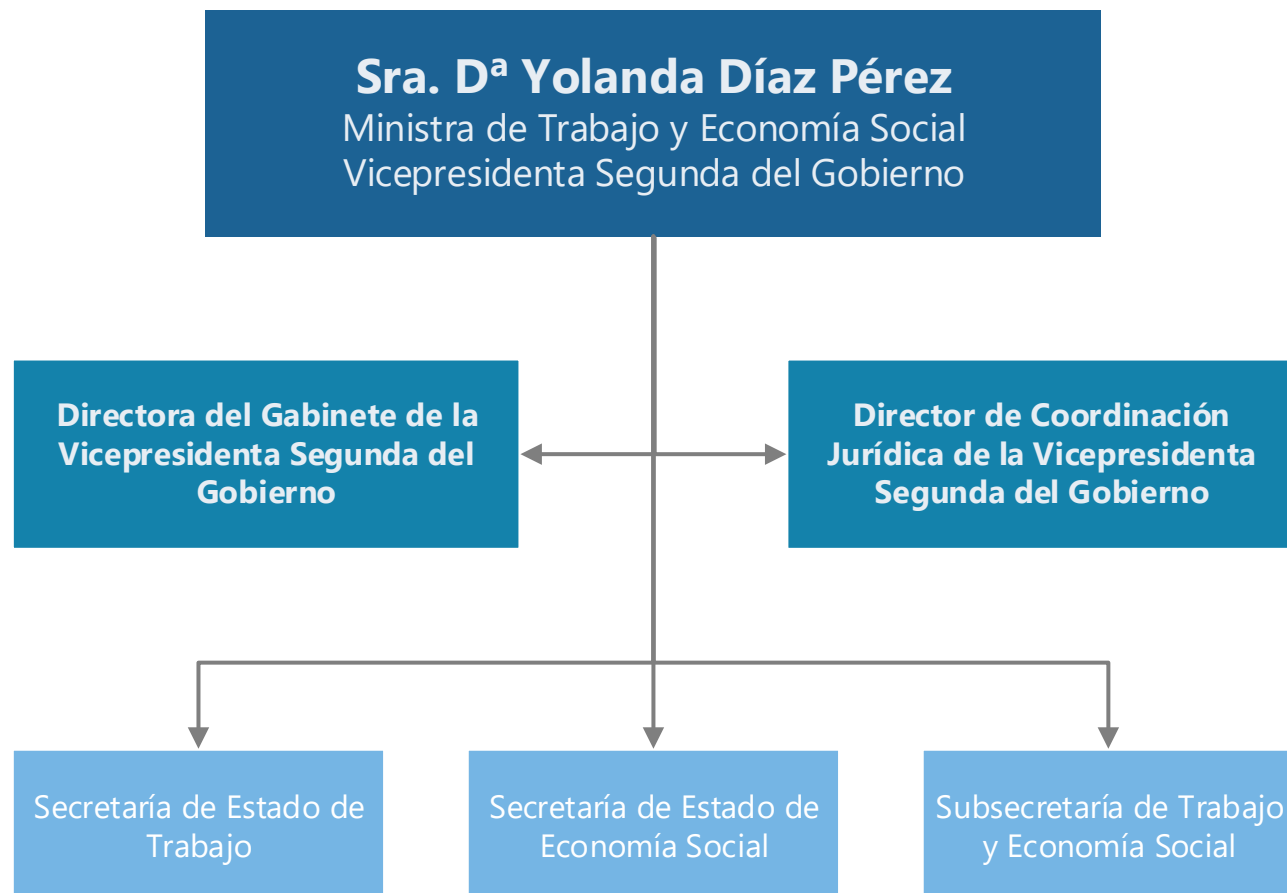 Sra. Dª Yolanda Díaz Pérez
Ministra de Trabajo y Economía Social
Vicepresidenta Segunda del Gobierno
Directora del Gabinete de la
Vicepresidenta Segunda del
Gobierno
Director de Coordinación
Jurídica de la Vicepresidenta
Segunda del Gobierno
Secretaría de Estado de
Trabajo
Secretaría de Estado de
Economía Social
Subsecretaría de Trabajo
y Economía Social